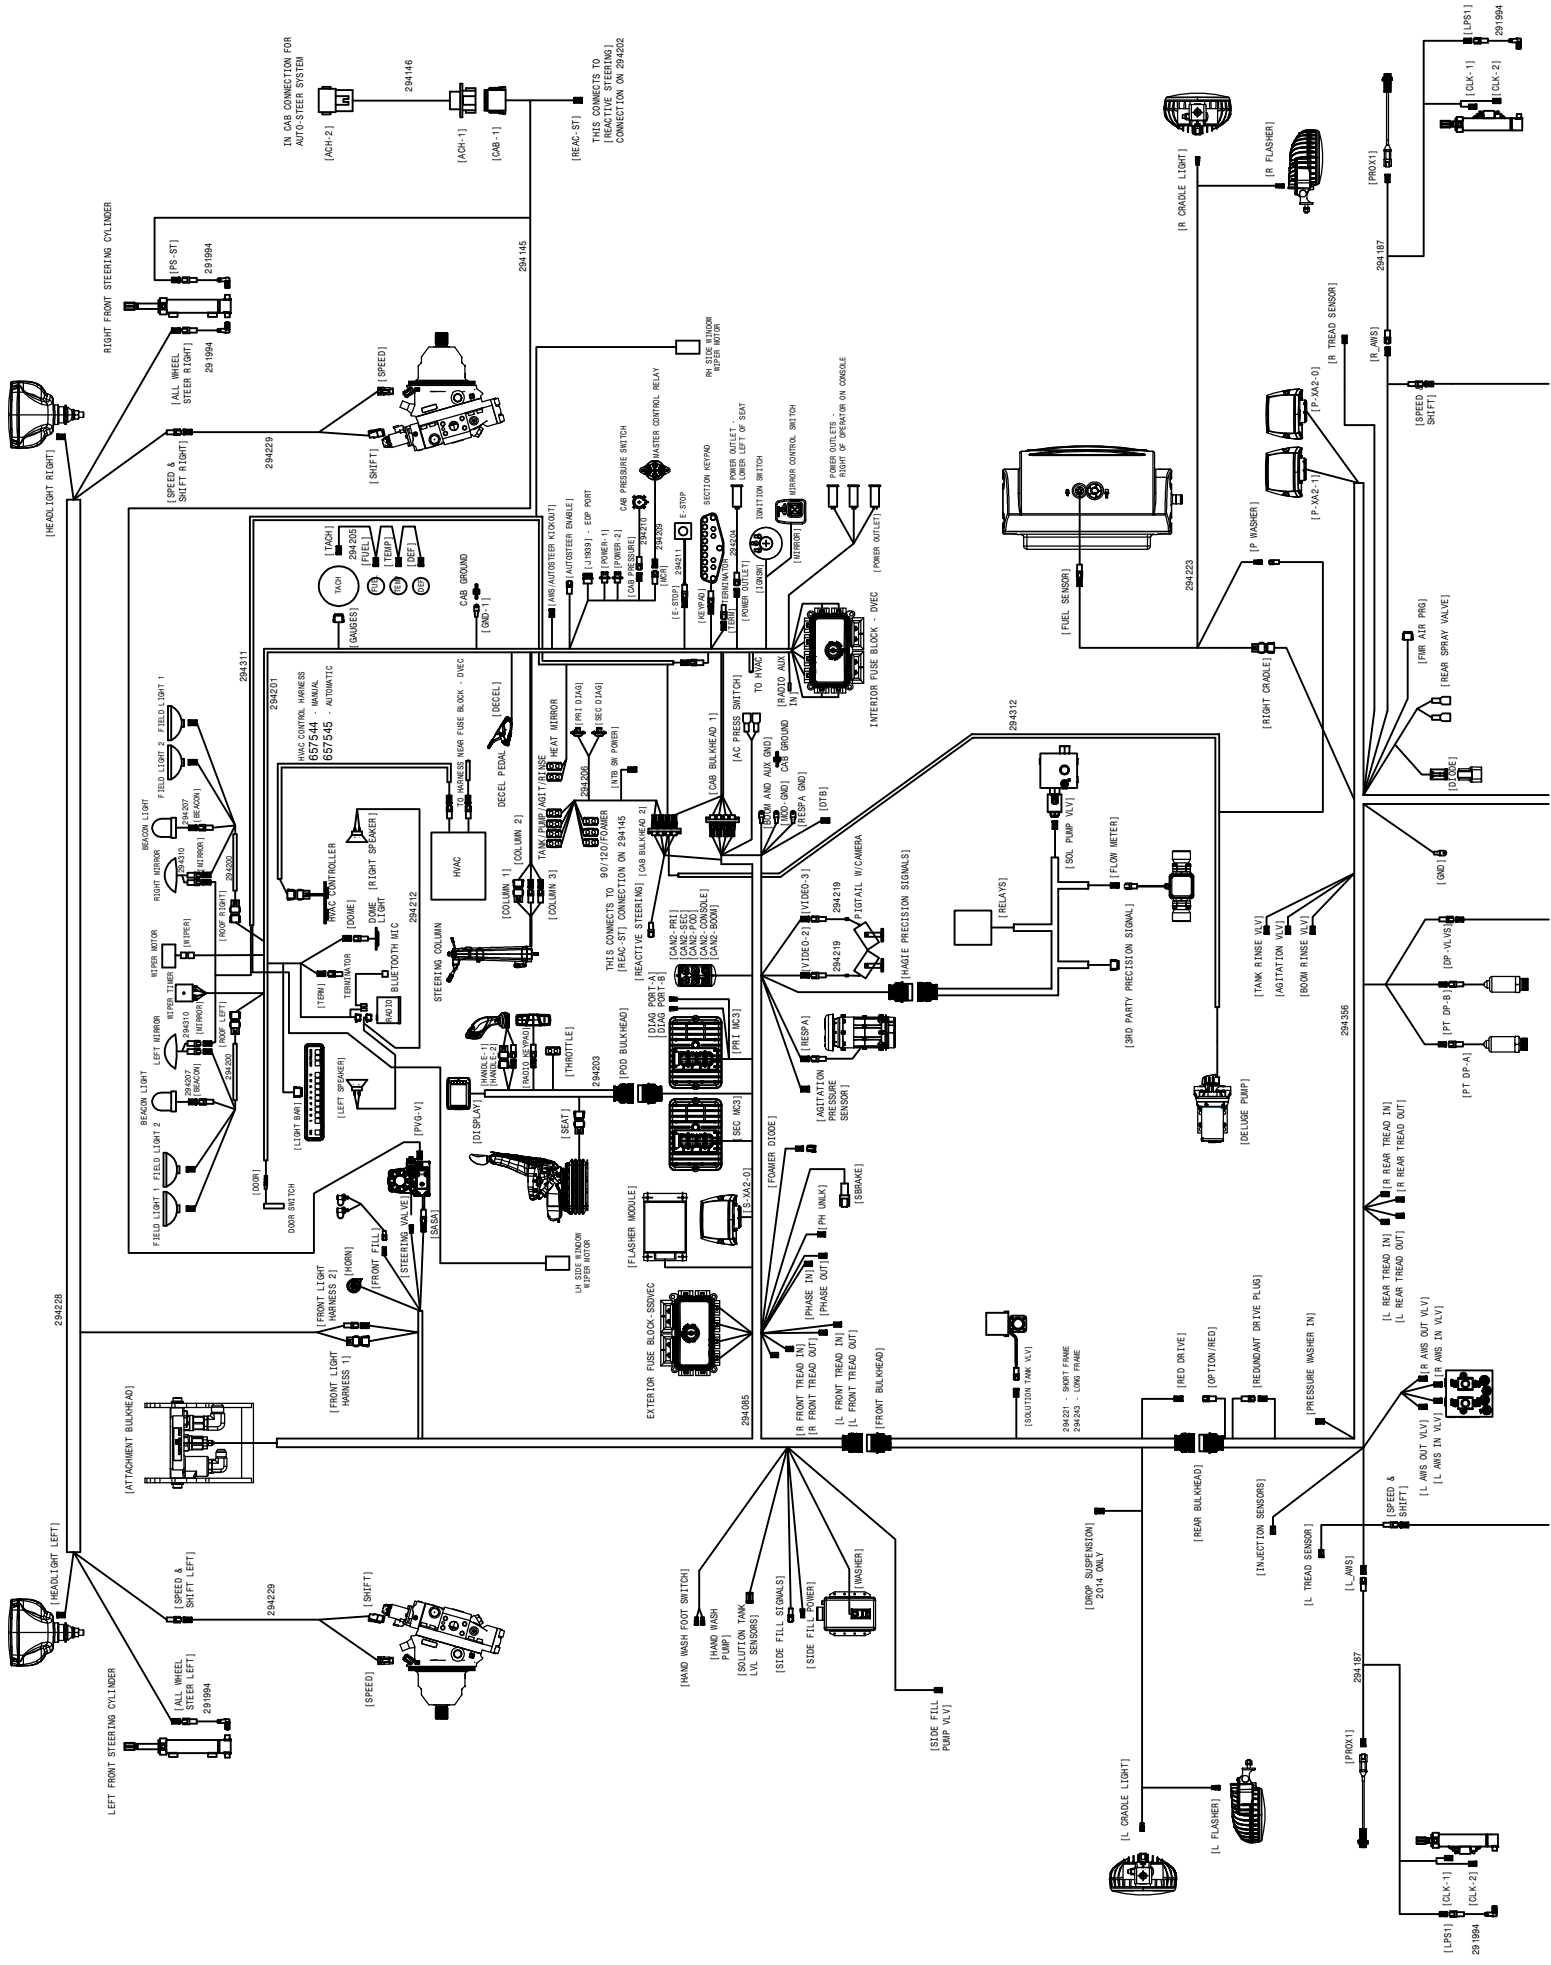 IN CAB CONNECTION FOR
AUTO-STEER SYSTEM
[ACH-2]
294146
[ACH-1]
[CAB-1]
[REAC-ST]
THIS CONNECTS TO
[REACTIVE STEERING]
CONNECTION ON 294202
RIGHT FRONT STEERING CYLINDER
[PS-ST]
291994
[ALL WHEEL
STEER RIGHT]
291994
294145
[HEADLIGHT RIGHT]
[SPEED &
SHIFT RIGHT]
294229
[SPEED]
[SHIFT]
RH SIDE WINDOW
WIPER MOTOR
[TACH]
294205
[FUEL]
[TEMP]
[DEF]
TACH
FUEL
TEMP
DEF
[GAUGES]
CAB GROUND
[GND-1]
[AWS/AUTOSTEER KICKOUT]
[AUTOSTEER ENABLE]
[J1939] - EDP PORT
[POWER-1]
[POWER-2]
[CAB PRESSURE]
294210
CAB PRESSURE SWITCH
294209
[MCR]
MASTER CONTROL RELAY
E-STOP
294211
[E-STOP]
SECTION KEYPAD
[KEYPAD]
TERMINATOR
[TERM]
POWER OUTLET -
LOWER LEFT OF SEAT
294204
[POWER OUTLET]
IGNITION SWITCH
[IGNSW]
MIRROR CONTROL SWITCH
[MIRROR]
POWER OUTLETS -
RIGHT OF OPERATOR ON CONSOLE
[POWER OUTLET]
TO HVAC
[RADIO AUX
IN]
INTERIOR FUSE BLOCK - DVEC
294311
294201
HVAC CONTROL HARNESS
657544 - MANUAL
657545 - AUTOMATIC
TO HARNESS NEAR FUSE BLOCK - DVEC
DECEL PEDAL
[DECEL]
HVAC
FIELD LIGHT 1
FIELD LIGHT 2
BEACON LIGHT
294207
[BEACON]
RIGHT MIRROR
294310
[MIRROR]
294200
[ROOF RIGHT]
HVAC CONTROLLER
[RIGHT SPEAKER]
[DOME]
DOME
LIGHT
294212
WIPER MOTOR
[WIPER]
WIPER TIMER
[TERM]
TERMINATOR
BLUETOOTH MIC
RADIO
LEFT MIRROR
294310
[MIRROR]
[ROOF LEFT]
294200
BEACON LIGHT
294207
[BEACON]
[LIGHT BAR]
[LEFT SPEAKER]
FIELD LIGHT 1
FIELD LIGHT 2
[DOOR]
DOOR SWITCH
[COLUMN 1]
[COLUMN 2]
[COLUMN 3]
STEERING COLUMN
TANK/PUMP/AGIT/RINSE
HEAT MIRROR
[PRI DIAG]
[SEC DIAG]
294206
[NTB SW POWER]
90/120/FOAMER
THIS CONNECTS TO
[REAC-ST] CONNECTION ON 294145
[REACTIVE STEERING]
[CAB BULKHEAD 2]
[CAB BULKHEAD 1]
[AC PRESS SWITCH]
[BOOM AND AUX GND]
[MOD-GND] CAB GROUND
[RESPA GND]
[DTB]
294312
[CAN2-PRI]
[CAN2-SEC]
[CAN2-POD]
[CAN2-CONSOLE]
[CAN2-BOOM]
[DIAG PORT-A]
[DIAG PORT-B]
[PRI MC3]
[SEC MC3]
[VIDEO-3]
294219
PIGTAIL W/CAMERA
[VIDEO-2]
294219
[HAGIE PRECISION SIGNALS]
[RESPA]
[AGITATION
PRESSURE
SENSOR]
[HANDLE-1]
[HANDLE-2]
[RADIO KEYPAD]
[THROTTLE]
[POD BULKHEAD]
294203
[DISPLAY]
[SEAT]
[PVG-V]
[STEERING VALVE]
[SASA]
LH SIDE WINDOW
WIPER MOTOR
[HORN]
[FRONT FILL]
[FRONT LIGHT
HARNESS 2]
[FRONT LIGHT
HARNESS 1]
294228
[ATTACHMENT BULKHEAD]
[FLASHER MODULE]
[S-XA2-O]
EXTERIOR FUSE BLOCK-SSDVEC
294085
[FOAMER DIODE]
[SBRAKE]
[PH UNLK]
[PHASE IN]
[PHASE OUT]
[R FRONT TREAD IN]
[R FRONT TREAD OUT]
[L FRONT TREAD IN]
[L FRONT TREAD OUT]
[FRONT BULKHEAD]
[HEADLIGHT LEFT]
[SPEED &
SHIFT LEFT]
294229
[SHIFT]
[SPEED]
LEFT FRONT STEERING CYLINDER
[ALL WHEEL
STEER LEFT]
291994
[HAND WASH FOOT SWITCH]
[HAND WASH
PUMP]
[SOLUTION TANK
LVL SENSORS]
[SIDE FILL SIGNALS]
[SIDE FILL POWER]
[WASHER]
[SIDE FILL
PUMP VLV]
[SOLUTION TANK VLV]
294221 - SHORT FRAME
294243 - LONG FRAME
[RED DRIVE]
[OPTION/RED]
[REDUNDANT DRIVE PLUG]
[DROP SUSPENSION]
2014 ONLY
[REAR BULKHEAD]
[PRESSURE WASHER IN]
[INJECTION SENSORS]
[L CRADLE LIGHT]
[L FLASHER]
[L TREAD SENSOR]
[SPEED &
SHIFT]
[L_AWS]
294187
[PROX1]
[CLK-1]
[CLK-2]
[LPS1]
291994
[L AWS OUT VLV]
[L AWS IN VLV]
[R AWS OUT VLV]
[R AWS IN VLV]
[L REAR TREAD IN]
[L REAR TREAD OUT]
[R REAR TREAD IN]
[R REAR TREAD OUT]
[RELAYS]
[SOL PUMP VLV]
[FLOW METER]
[3RD PARTY PRECISION SIGNAL]
[DELUGE PUMP]
[TANK RINSE VLV]
[AGITATION VLV]
[BOOM RINSE VLV]
294356
[GND]
[DP-VLVS]
[PT DP-B]
[PT DP-A]
[FUEL SENSOR]
[RIGHT CRADLE]
[P WASHER]
294223
[R CRADLE LIGHT]
[R FLASHER]
[P-XA2-O]
[P-XA2-1]
[R TREAD SENSOR]
[R_AWS]
[SPEED &
SHIFT]
[FMR AIR PRG]
[REAR SPRAY VALVE]
[DIODE]
294187
[PROX1]
[CLK-1]
[CLK-2]
[LPS1]
291994